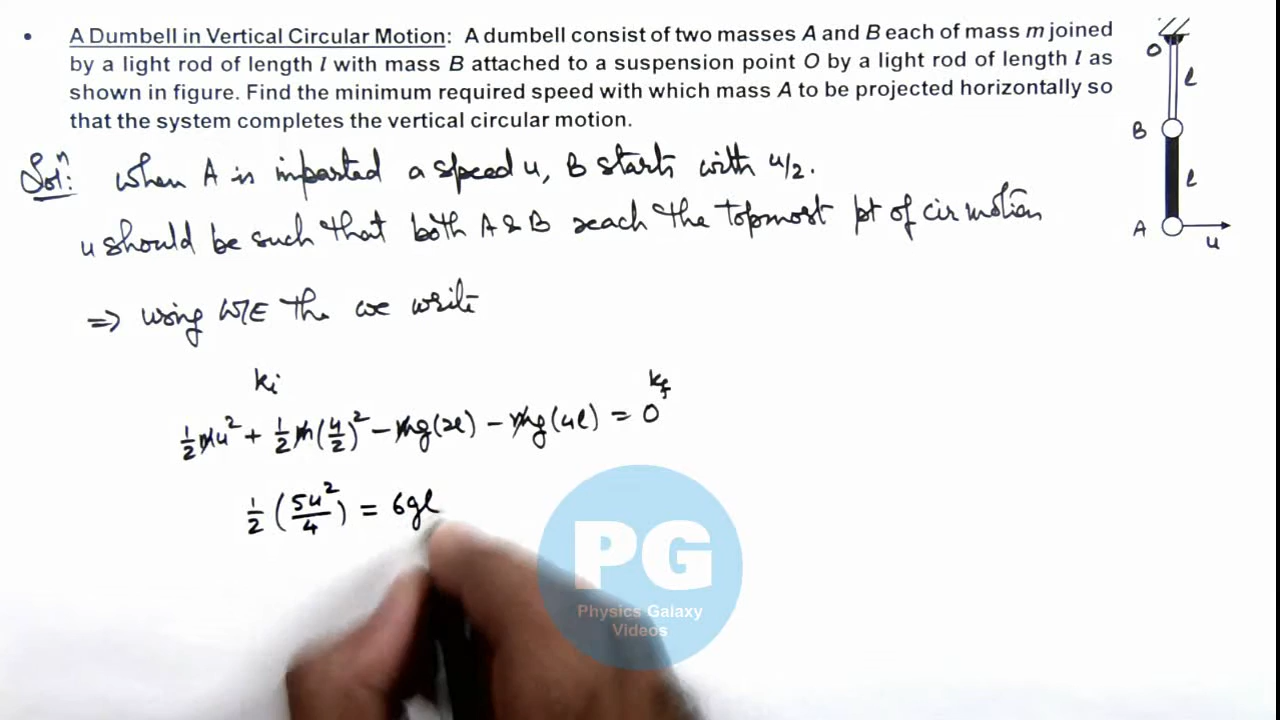 • A Dumbell in Vertical Circular Motion: A dumbell consist of two masses A and B each of mass m joined
by a light rod of length l with mass B attached to a suspension point O by a light rod of length l as
shown in figure. Find the minimum required speed with which mass A to be projected horizontally so
that the system completes the vertical circular motion.
O
l
B
l
A
u
Solⁿ: When A is imparted a speed u, B starts with u/2.
u should be such that both A & B reach the topmost pt of cir motion
⇒ using W/E thm we write
ki kf
½mu² + ½m(u/2)² − mg(2l) − mg(4l) = 0
½(5u²/4) = 6gl
PG
Physics Galaxy
Videos